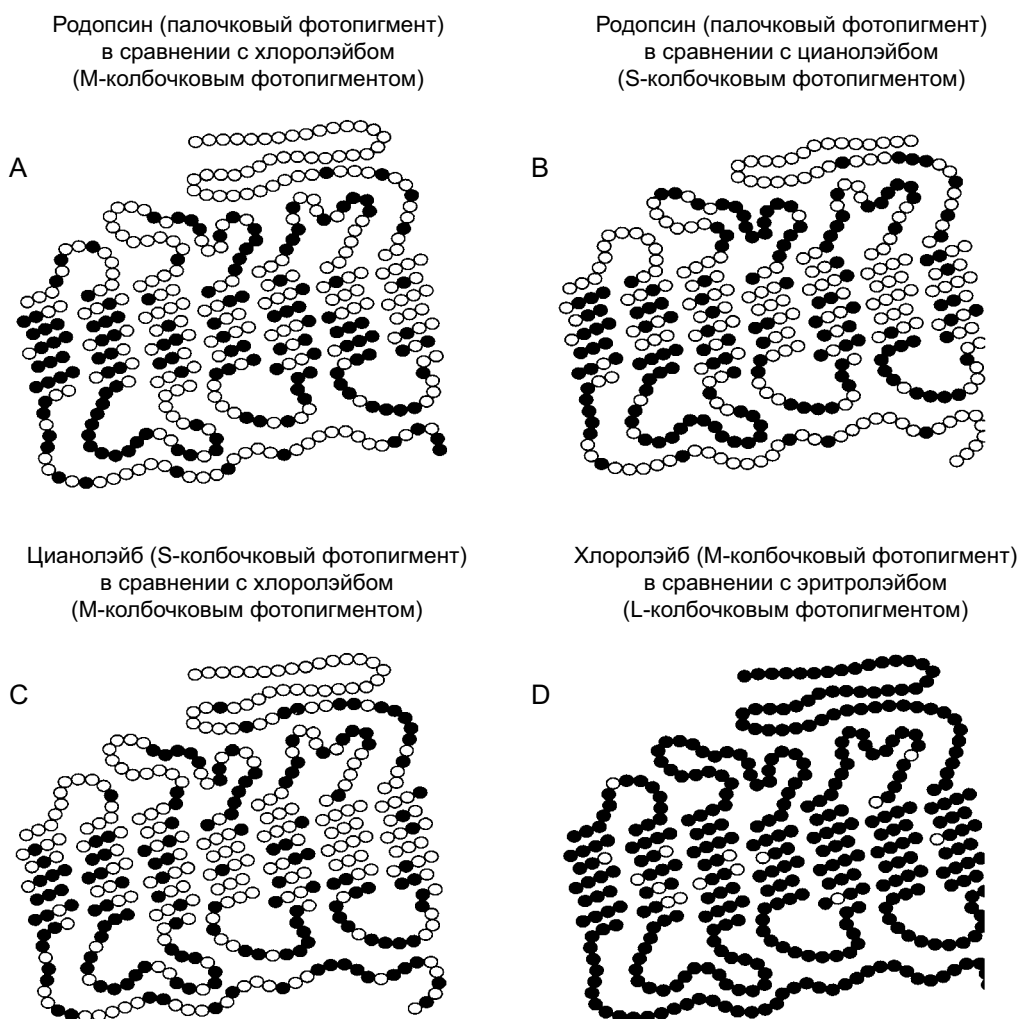 Родопсин (палочковый фотопигмент)
в сравнении с хлоролэйбом
(М-колбочковым фотопигментом)
Родопсин (палочковый фотопигмент)
в сравнении с цианолэйбом
(S-колбочковым фотопигментом)
A
B
Цианолэйб (S-колбочковый фотопигмент)
в сравнении с хлоролэйбом
(М-колбочковым фотопигментом)
Хлоролэйб (М-колбочковый фотопигмент)
в сравнении с эритролэйбом
(L-колбочковым фотопигментом)
C
D